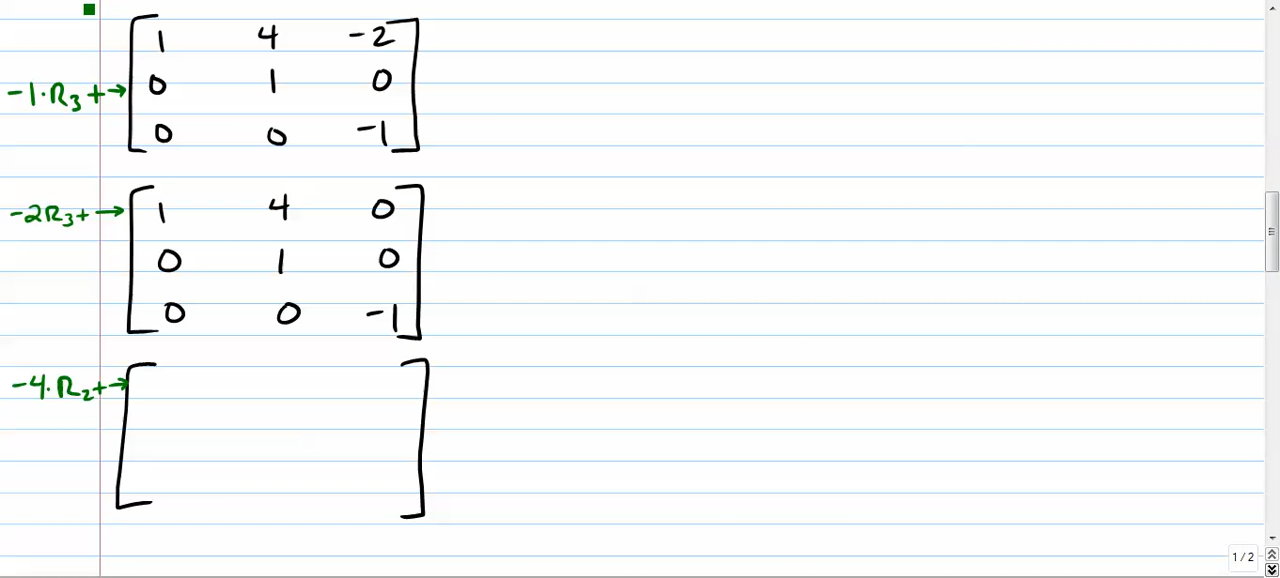 1 4 -2
-1·R₃+→ 0 1 0
0 0 -1
-2R₃+→ 1 4 0
0 1 0
0 0 -1
-4·R₂+→
1 / 2